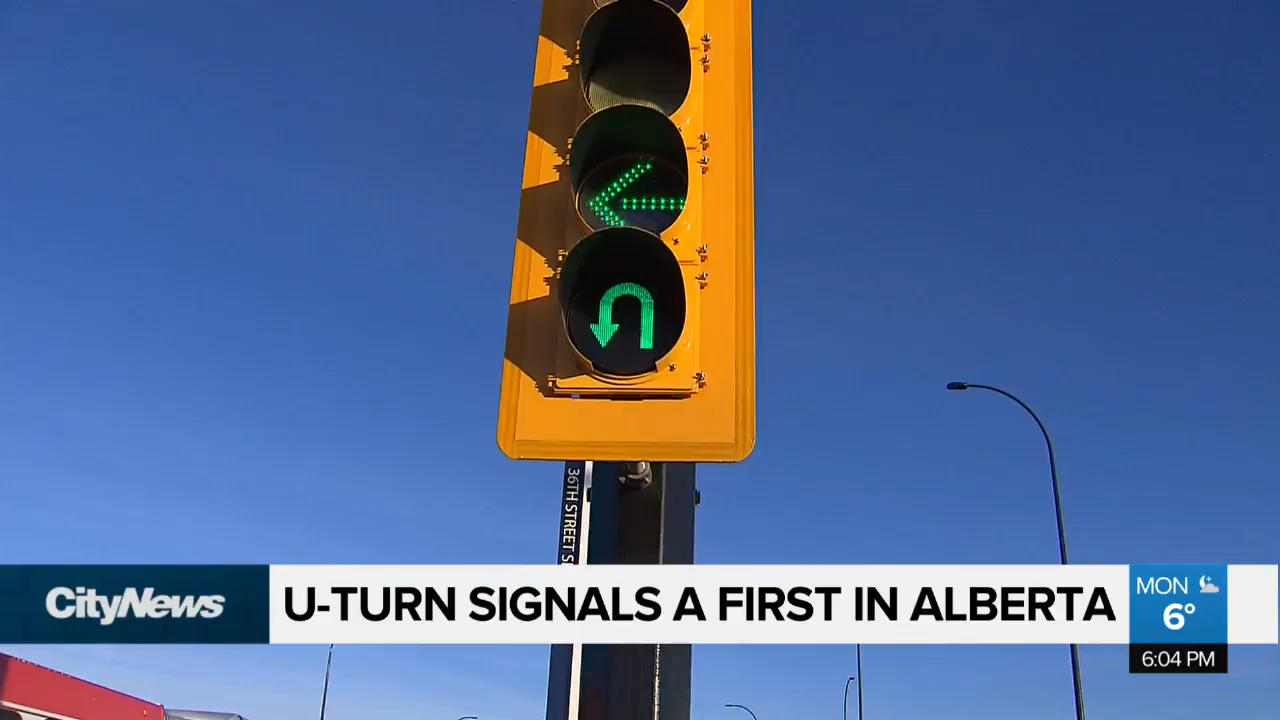 36TH STREET S
CityNews
U-TURN SIGNALS A FIRST IN ALBERTA
MON
6°
6:04 PM